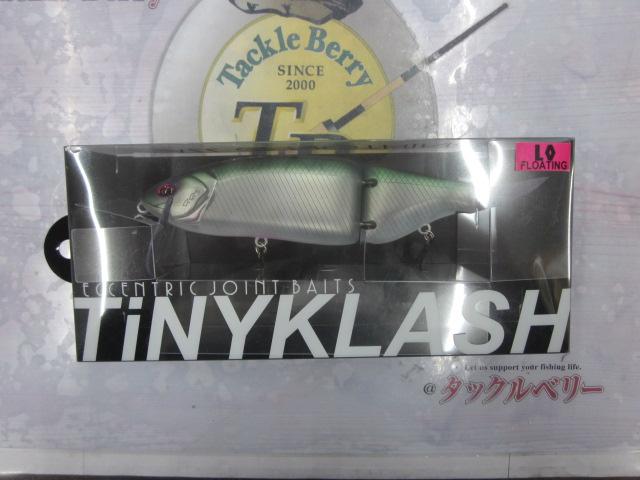 Tackle Berry
SINCE
2000
TB
LO
FLOATING
ECCENTRIC JOINT BAITS
TiNYKLASH
Let us support your fishing life.
@タックルベリー